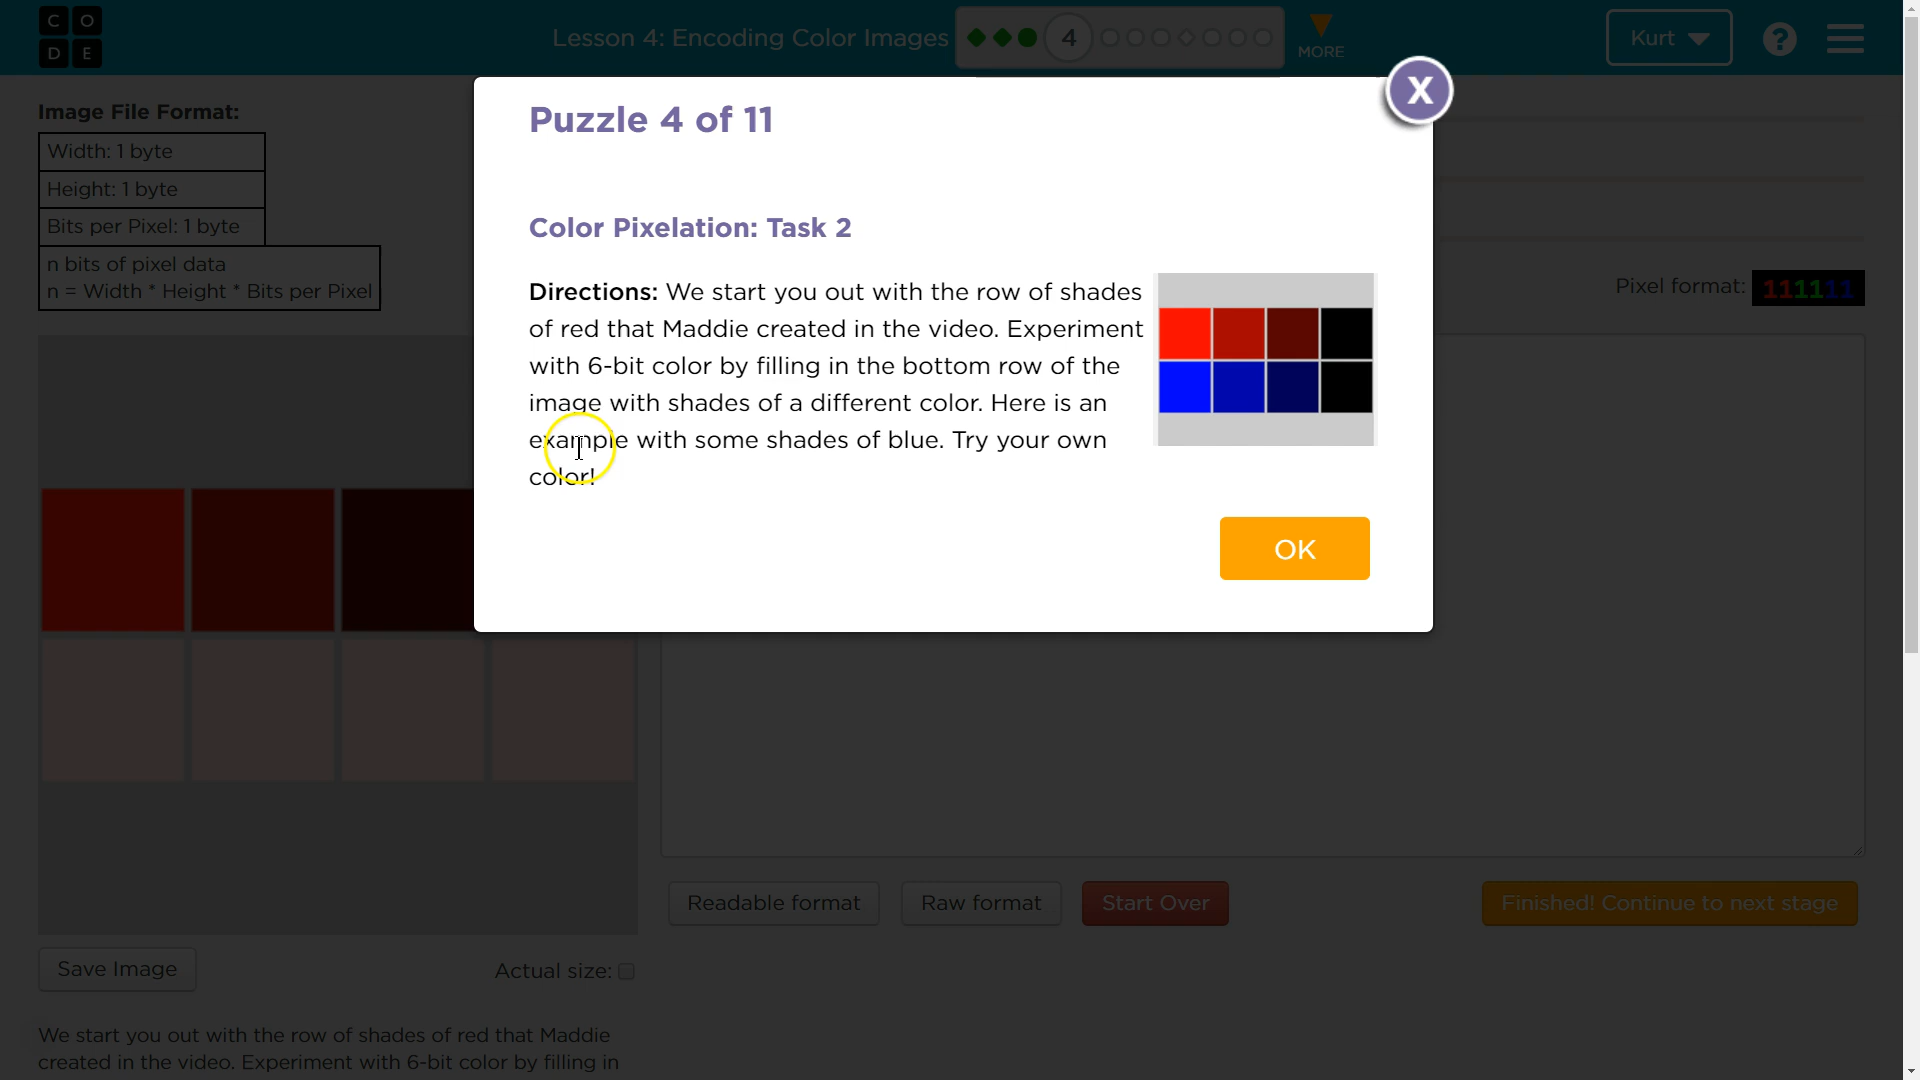 CODE
Lesson 4: Encoding Color Images
4
MORE
Kurt
?
Image File Format:
Width: 1 byte
Height: 1 byte
Bits per Pixel: 1 byte
n bits of pixel data
n = Width * Height * Bits per Pixel
Puzzle 4 of 11
X
Color Pixelation: Task 2
Directions: We start you out with the row of shades
of red that Maddie created in the video. Experiment
with 6-bit color by filling in the bottom row of the
image with shades of a different color. Here is an
example with some shades of blue. Try your own
color!
OK
Pixel format: 111111
Readable format
Raw format
Start Over
Finished! Continue to next stage
Save Image
Actual size:
We start you out with the row of shades of red that Maddie
created in the video. Experiment with 6-bit color by filling in